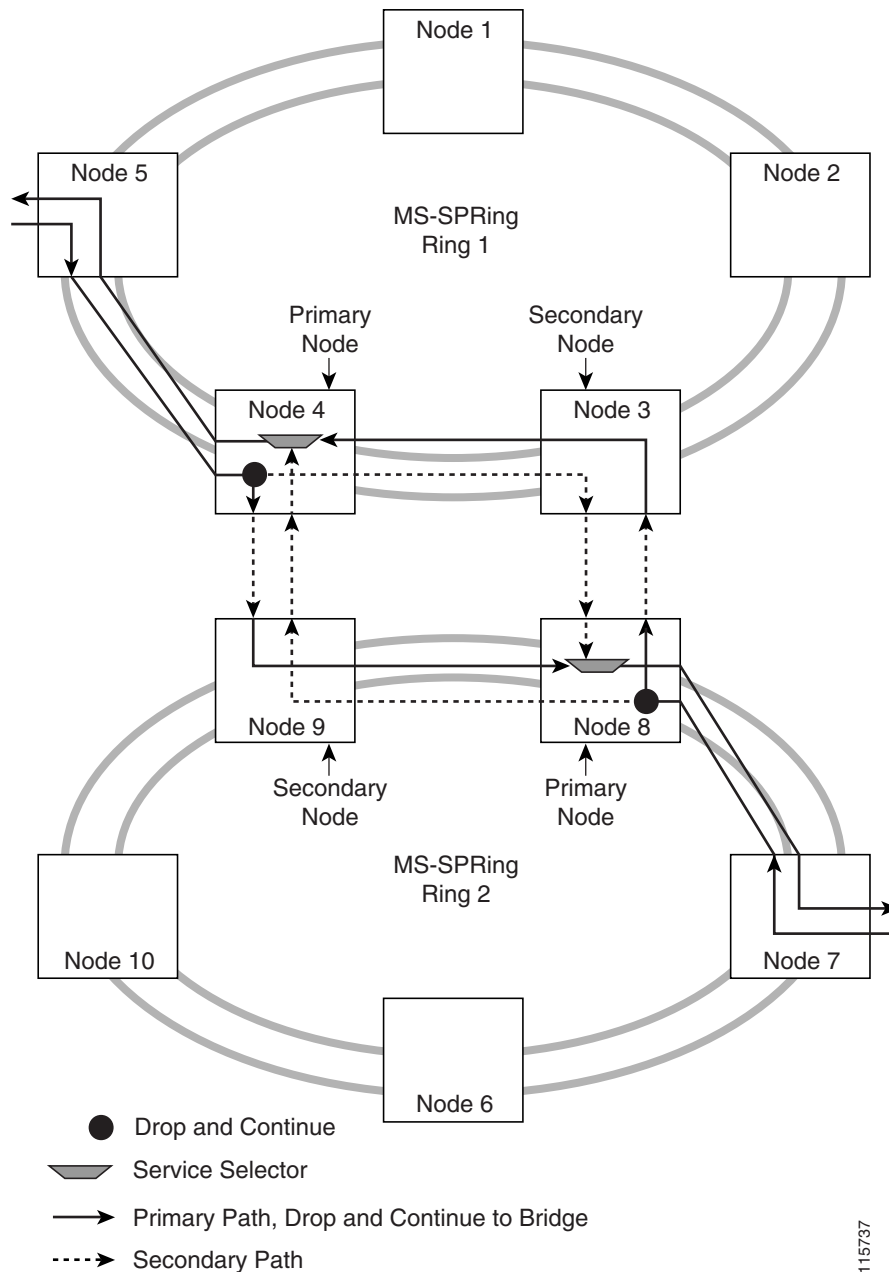 Node 1
Node 5
Node 2
MS-SPRing
Ring 1
Primary
Node
Secondary
Node
Node 4
Node 3
Node 9
Node 8
Secondary
Node
Primary
Node
MS-SPRing
Ring 2
Node 10
Node 7
Node 6
Drop and Continue
Service Selector
Primary Path, Drop and Continue to Bridge
Secondary Path
115737